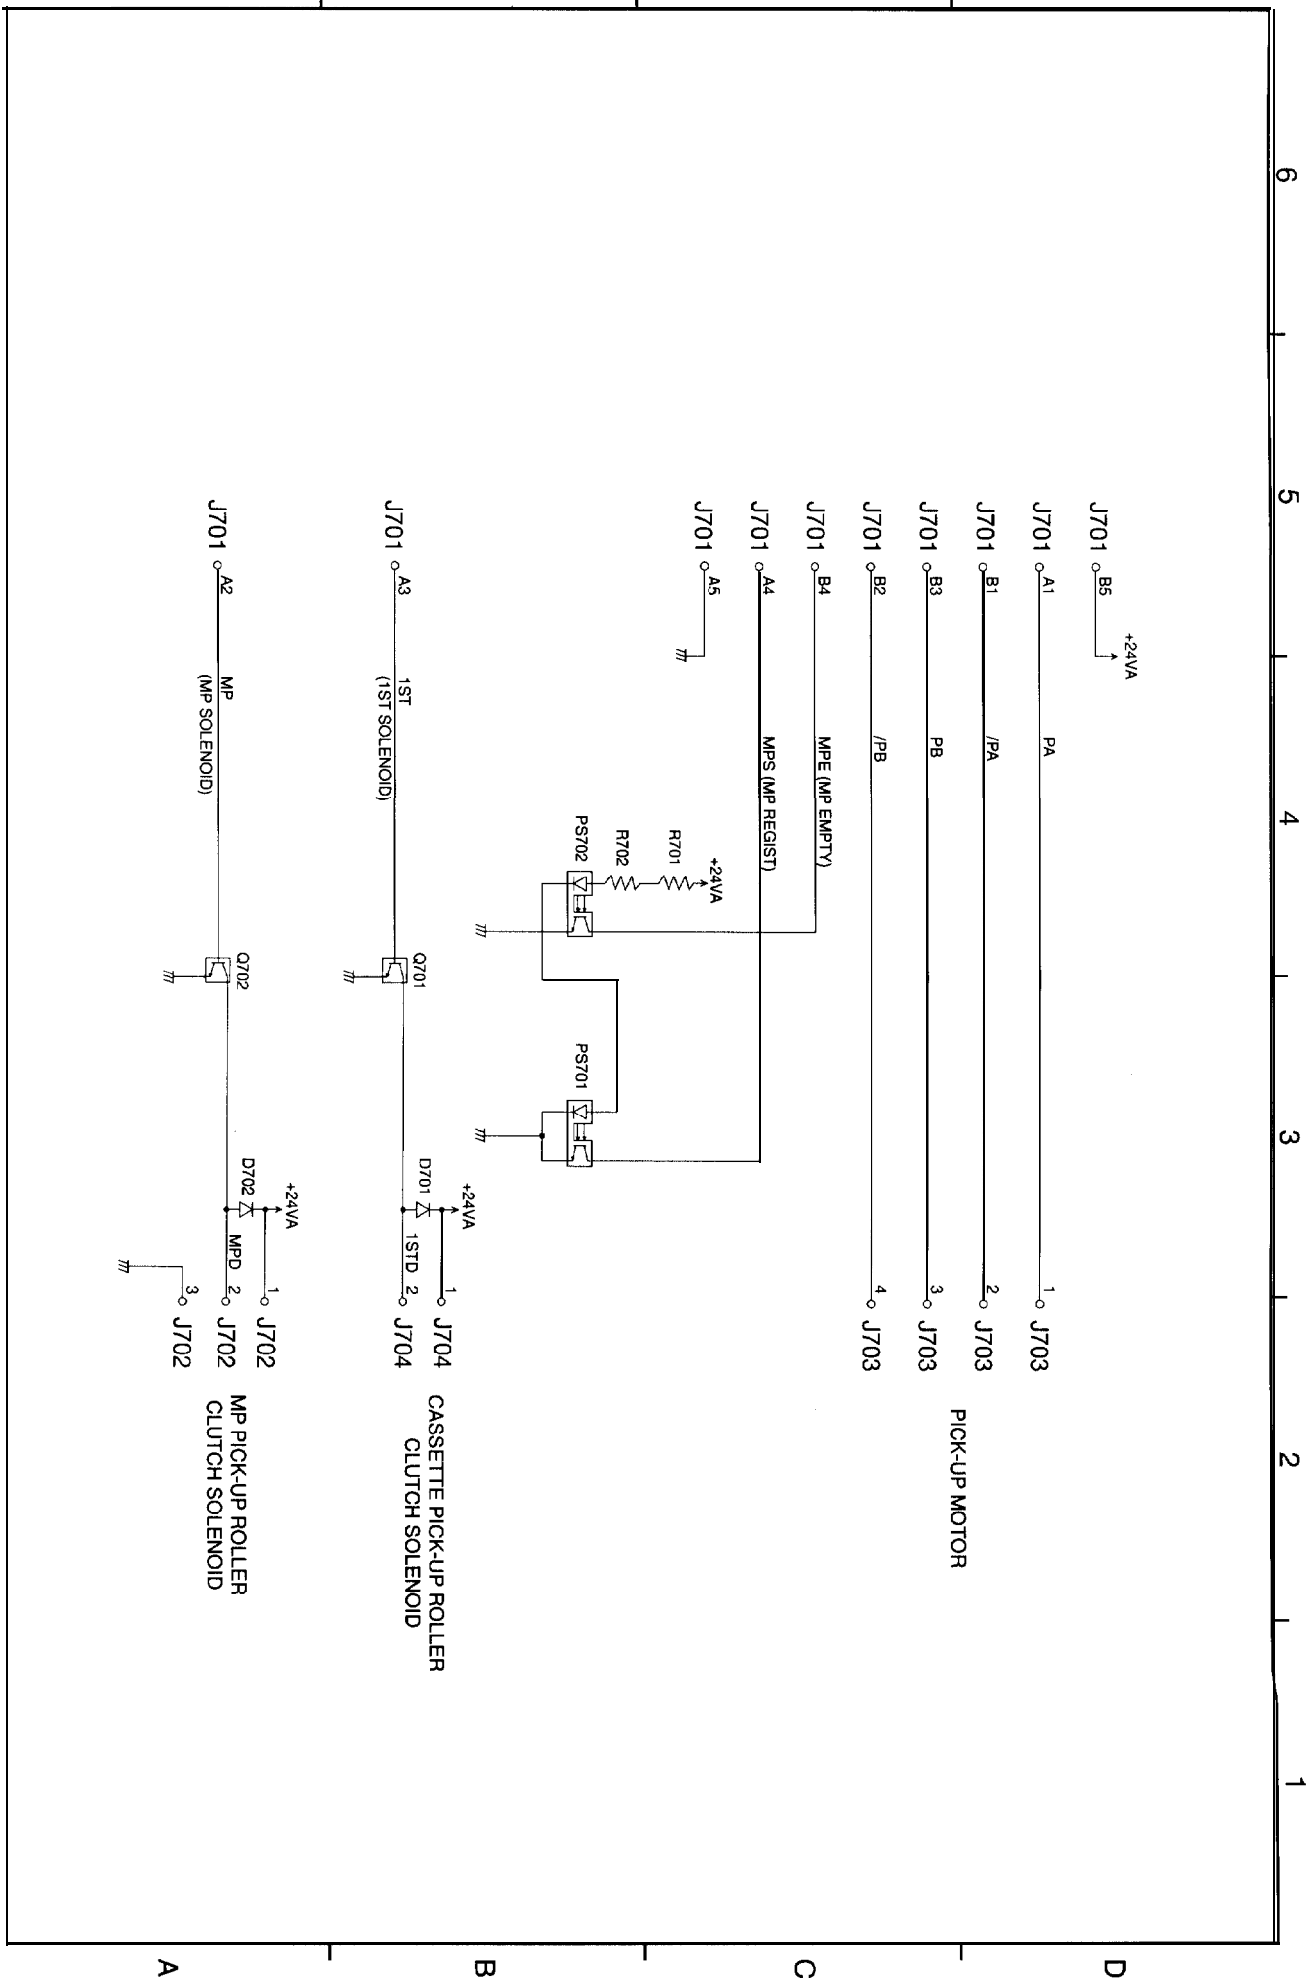 6
5
4
3
2
1
+24VA
J701 B5
J701 A1 PA 1 J703
J701 B1 /PA 2 J703
PICK-UP MOTOR
J701 B3 PB 3 J703
J701 B2 /PB 4 J703
J701 B4 MPE (MP EMPTY)
J701 A4 MPS (MP REGIST)
J701 A5
+24VA
R701
R702
PS702
PS701
+24VA
D701
1 J704
CASSETTE PICK-UP ROLLER
CLUTCH SOLENOID
J701 A3 1ST Q701 1STD 2 J704
(1ST SOLENOID)
+24VA
D702
1 J702
MP PICK-UP ROLLER
CLUTCH SOLENOID
J701 A2 MP Q702 MPD 2 J702
(MP SOLENOID)
3 J702
D
C
B
A